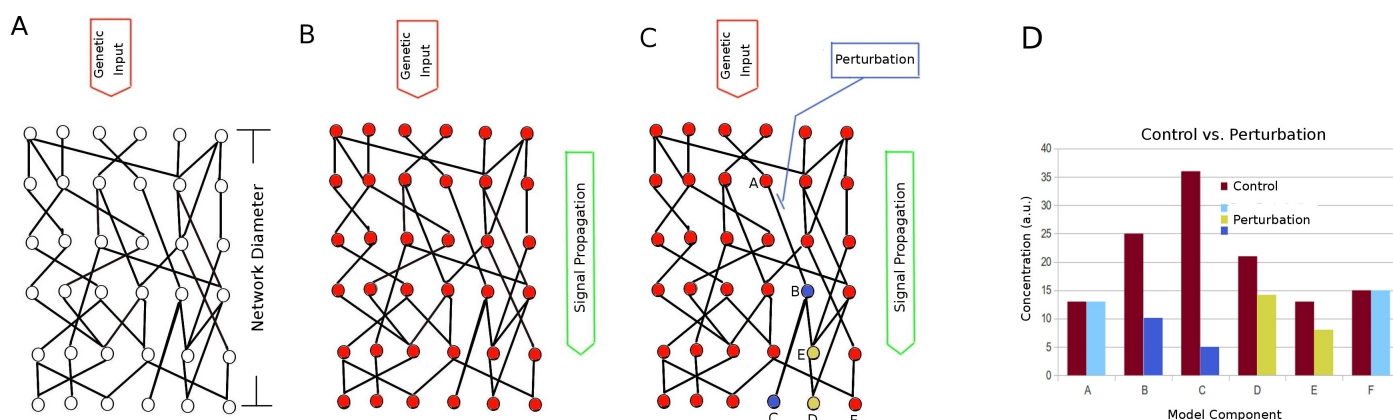 A
Genetic
Input
Network Diameter
B
Genetic
Input
Signal Propagation
C
Genetic
Input
Perturbation
A
B
E
C
D
F
Signal Propagation
D
Control vs. Perturbation
Concentration (a.u.)
40
35
30
25
20
15
10
5
0
Control
Perturbation
A B C D E F
Model Component